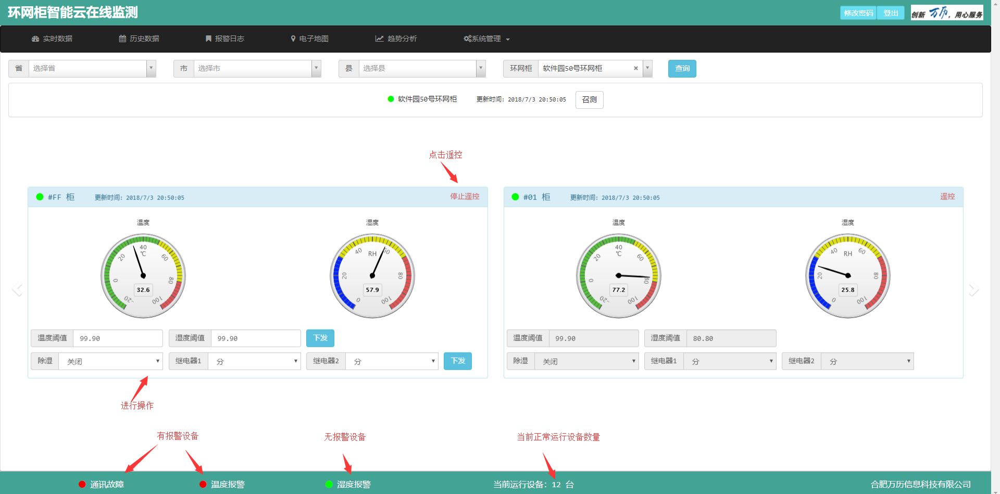 环网柜智能云在线监测
修改密码 登出 创新 万历，用心服务
实时数据 历史数据 报警日志 电子地图 趋势分析 系统管理
省 选择省 市 选择市 县 选择县 环网柜 软件园50号环网柜 × 查询
软件园50号环网柜 更新时间: 2018/7/3 20:50:05 召测
点击遥控
#FF 柜 更新时间: 2018/7/3 20:50:05 停止遥控
温度
-20 0 20 40 60 80 100
℃
32.6
湿度
0 20 40 60 80 100
RH
57.9
温度阈值 99.90 湿度阈值 99.90 下发
除湿 关闭 继电器1 分 继电器2 分 下发
#01 柜 更新时间: 2018/7/3 20:50:05 遥控
温度
-20 0 20 40 60 80 100
℃
77.2
湿度
0 20 40 60 80 100
RH
25.8
温度阈值 99.90 湿度阈值 80.80
除湿 关闭 继电器1 分 继电器2 分
进行操作
有报警设备 无报警设备 当前正常运行设备数量
通讯故障 温度报警 湿度报警 当前运行设备: 12 台 合肥万历信息科技有限公司